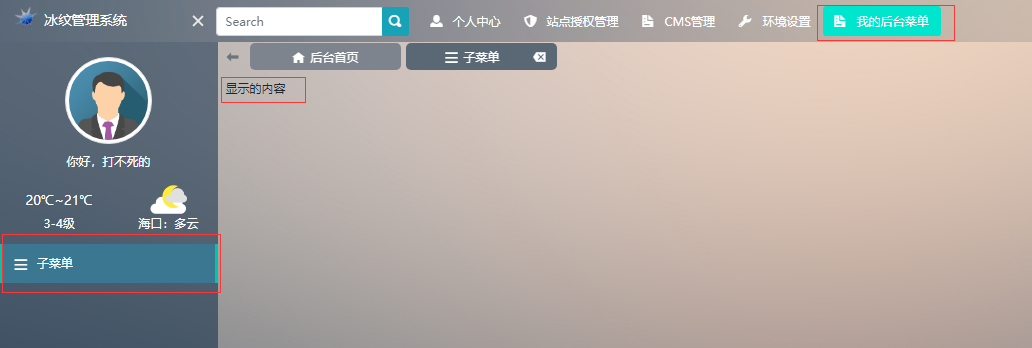 冰纹管理系统
Search
个人中心
站点授权管理
CMS管理
环境设置
我的后台菜单
后台首页
子菜单
显示的内容
你好，打不死的
20℃~21℃
3-4级
海口：多云
子菜单